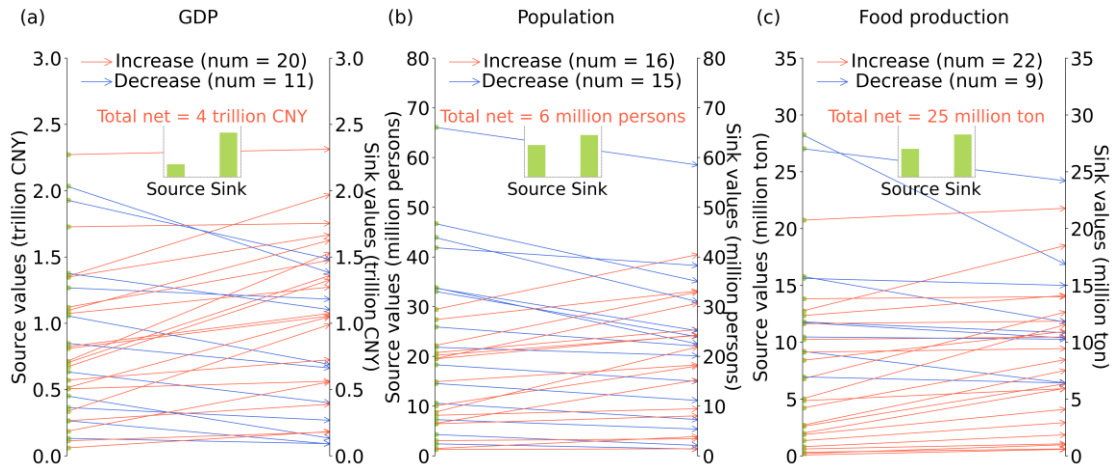 (a) GDP
3.0
2.5
2.0
1.5
1.0
0.5
0.0
Source values (trillion CNY)
Increase (num = 20)
Decrease (num = 11)
Total net = 4 trillion CNY
Source Sink
3.0
2.5
2.0
1.5
1.0
0.5
0.0
Sink values (trillion CNY)
(b) Population
80
70
60
50
40
30
20
10
0
Source values (million persons)
Increase (num = 16)
Decrease (num = 15)
Total net = 6 million persons
Source Sink
80
70
60
50
40
30
20
10
0
Sink values (million persons)
(c) Food production
35
30
25
20
15
10
5
0
Source values (million ton)
Increase (num = 22)
Decrease (num = 9)
Total net = 25 million ton
Source Sink
35
30
25
20
15
10
5
0
Sink values (million ton)